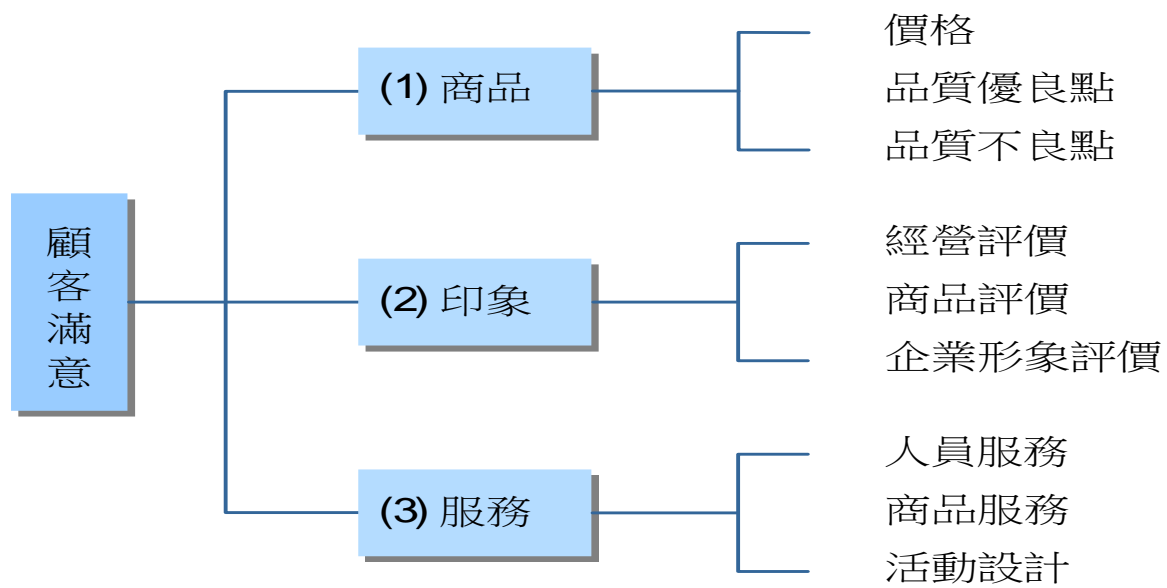 顧客滿意
(1) 商品
價格
品質優良點
品質不良點
(2) 印象
經營評價
商品評價
企業形象評價
(3) 服務
人員服務
商品服務
活動設計